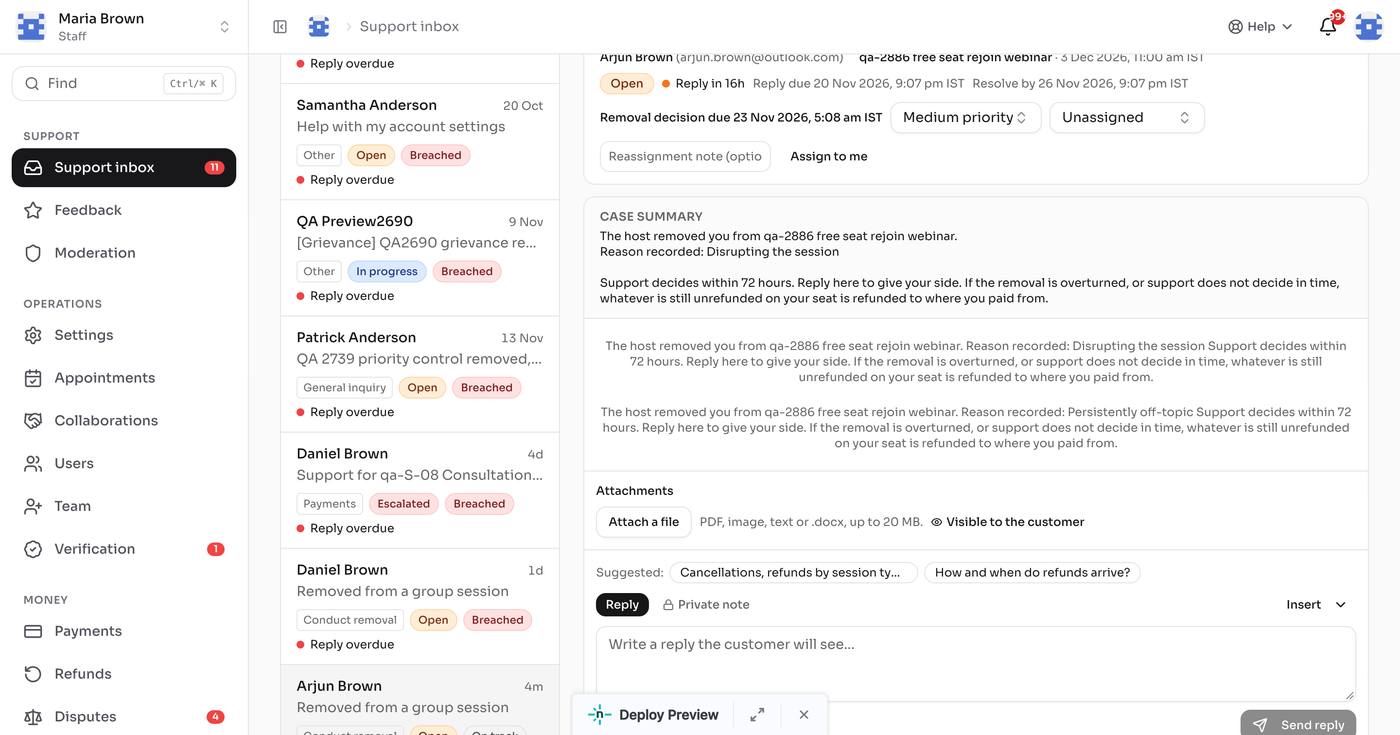 Maria Brown
Staff
Support inbox
Help
99+
Find
Ctrl/⌘ K
SUPPORT
Support inbox
11
Feedback
Moderation
OPERATIONS
Settings
Appointments
Collaborations
Users
Team
Verification
1
MONEY
Payments
Refunds
Disputes
4
Reply overdue
Samantha Anderson
20 Oct
Help with my account settings
Other
Open
Breached
Reply overdue
QA Preview2690
9 Nov
[Grievance] QA2690 grievance re...
Other
In progress
Breached
Reply overdue
Patrick Anderson
13 Nov
QA 2739 priority control removed,...
General inquiry
Open
Breached
Reply overdue
Daniel Brown
4d
Support for qa-S-08 Consultation...
Payments
Escalated
Breached
Reply overdue
Daniel Brown
1d
Removed from a group session
Conduct removal
Open
Breached
Reply overdue
Arjun Brown
4m
Removed from a group session
Conduct removal
Open
On track
Arjun Brown (arjun.brown@outlook.com) qa-2886 free seat rejoin webinar · 3 Dec 2026, 11:00 am IST
Open
Reply in 16h Reply due 20 Nov 2026, 9:07 pm IST Resolve by 26 Nov 2026, 9:07 pm IST
Removal decision due 23 Nov 2026, 5:08 am IST
Medium priority
Unassigned
Reassignment note (optio
Assign to me
CASE SUMMARY
The host removed you from qa-2886 free seat rejoin webinar.
Reason recorded: Disrupting the session
Support decides within 72 hours. Reply here to give your side. If the removal is overturned, or support does not decide in time,
whatever is still unrefunded on your seat is refunded to where you paid from.
The host removed you from qa-2886 free seat rejoin webinar. Reason recorded: Disrupting the session Support decides within
72 hours. Reply here to give your side. If the removal is overturned, or support does not decide in time, whatever is still
unrefunded on your seat is refunded to where you paid from.
The host removed you from qa-2886 free seat rejoin webinar. Reason recorded: Persistently off-topic Support decides within 72
hours. Reply here to give your side. If the removal is overturned, or support does not decide in time, whatever is still unrefunded
on your seat is refunded to where you paid from.
Attachments
Attach a file
PDF, image, text or .docx, up to 20 MB.
Visible to the customer
Suggested:
Cancellations, refunds by session ty...
How and when do refunds arrive?
Reply
Private note
Insert
Write a reply the customer will see...
Send reply
Deploy Preview